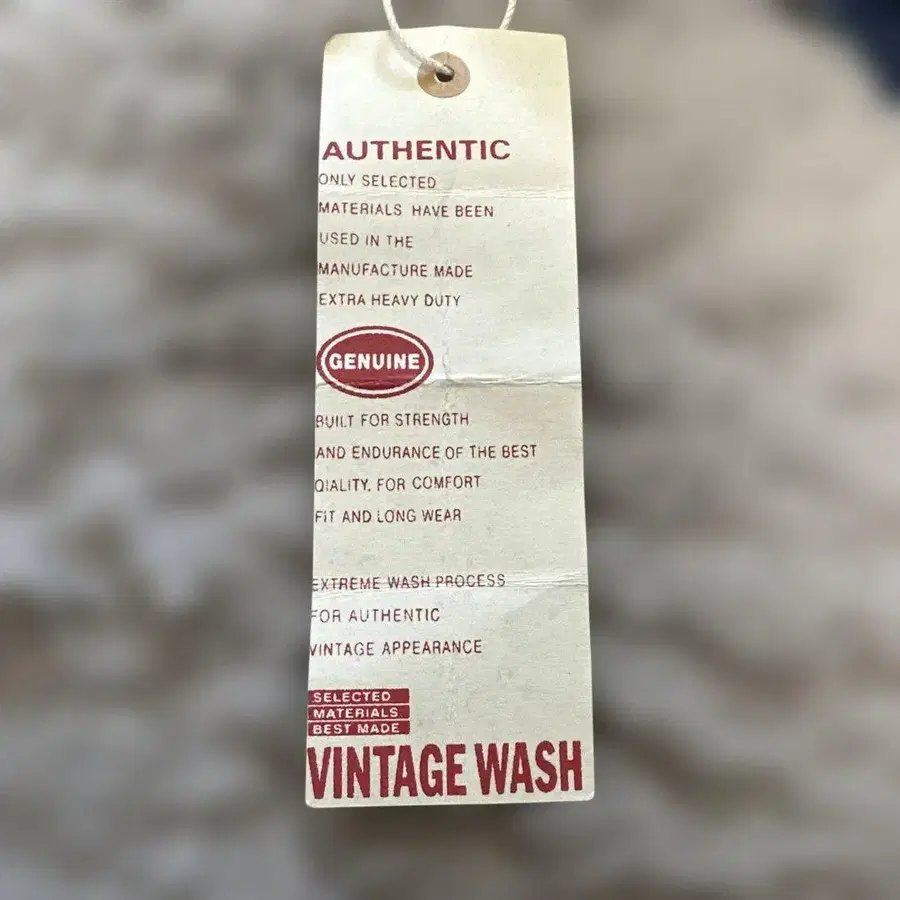 AUTHENTIC
ONLY SELECTED
MATERIALS HAVE BEEN
USED IN THE
MANUFACTURE MADE
EXTRA HEAVY DUTY
GENUINE
BUILT FOR STRENGTH
AND ENDURANCE OF THE BEST
QIALITY. FOR COMFORT
FIT AND LONG WEAR
EXTREME WASH PROCESS
FOR AUTHENTIC
VINTAGE APPEARANCE
SELECTED
MATERIALS
BEST MADE
VINTAGE WASH